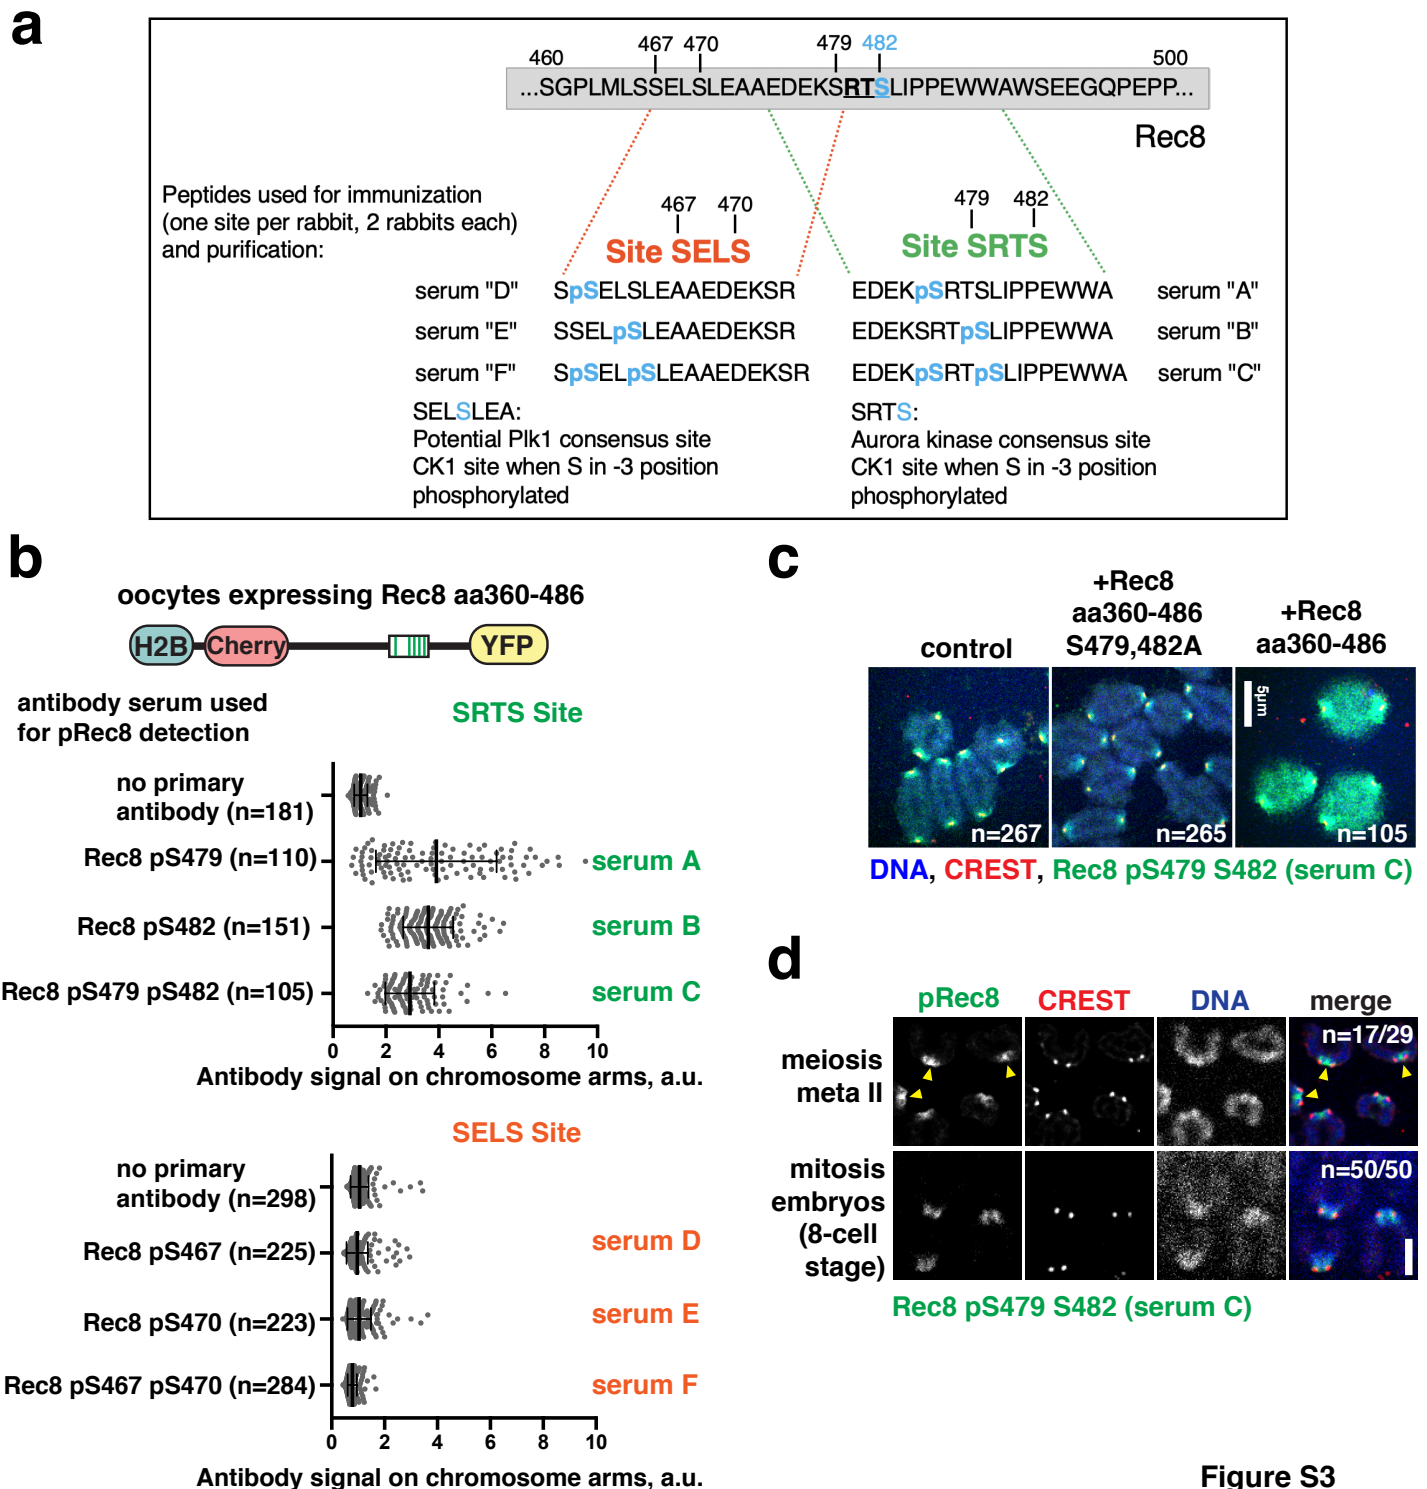 a
460
467 470
479 482
500
...SGPLMLSSELSLEAAEDEKSRTSLIPPEWWAWSEEGQPEPP...
Rec8
Peptides used for immunization
(one site per rabbit, 2 rabbits each)
and purification:
467 470
Site SELS
479 482
Site SRTS
serum "D" SpSELSLEAAEDEKSR EDEKpSRTSLIPPEWWA serum "A"
serum "E" SSELpSLEAAEDEKSR EDEKSRTpSLIPPEWWA serum "B"
serum "F" SpSELpSLEAAEDEKSR EDEKpSRTpSLIPPEWWA serum "C"
SELSLEA:
Potential Plk1 consensus site
CK1 site when S in -3 position
phosphorylated
SRTS:
Aurora kinase consensus site
CK1 site when S in -3 position
phosphorylated
b
oocytes expressing Rec8 aa360-486
H2B Cherry YFP
antibody serum used
for pRec8 detection
SRTS Site
no primary
antibody (n=181)
Rec8 pS479 (n=110) serum A
Rec8 pS482 (n=151) serum B
Rec8 pS479 pS482 (n=105) serum C
0 2 4 6 8 10
Antibody signal on chromosome arms, a.u.
SELS Site
no primary
antibody (n=298)
Rec8 pS467 (n=225) serum D
Rec8 pS470 (n=223) serum E
Rec8 pS467 pS470 (n=284) serum F
0 2 4 6 8 10
Antibody signal on chromosome arms, a.u.
c
control
+Rec8
aa360-486
S479,482A
+Rec8
aa360-486
5µm
n=267 n=265 n=105
DNA, CREST, Rec8 pS479 S482 (serum C)
d
pRec8 CREST DNA merge
meiosis
meta II
n=17/29
mitosis
embryos
(8-cell
stage)
n=50/50
Rec8 pS479 S482 (serum C)
Figure S3